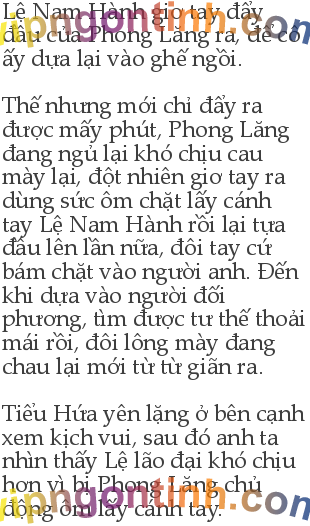 Lệ Nam Hành giơ tay đẩy
đầu của Phong Lăng ra, để cô
ấy dựa lại vào ghế ngồi.
Thế nhưng mới chỉ đẩy ra
được mấy phút, Phong Lăng
đang ngủ lại khó chịu cau
mày lại, đột nhiên giơ tay ra
dùng sức ôm chặt lấy cánh
tay Lệ Nam Hành rồi lại tựa
đầu lên lần nữa, đôi tay cứ
bám chặt vào người anh. Đến
khi dựa vào người đối
phương, tìm được tư thế thoải
mái rồi, đôi lông mày đang
chau lại mới từ từ giãn ra.
Tiểu Hứa yên lặng ở bên cạnh
xem kịch vui, sau đó anh ta
nhìn thấy Lệ lão đại khó chịu
hơn vì bị Phong Lăng chủ
động ôm lấy cánh tay.
vipngontinh.com
vipngontinh.com